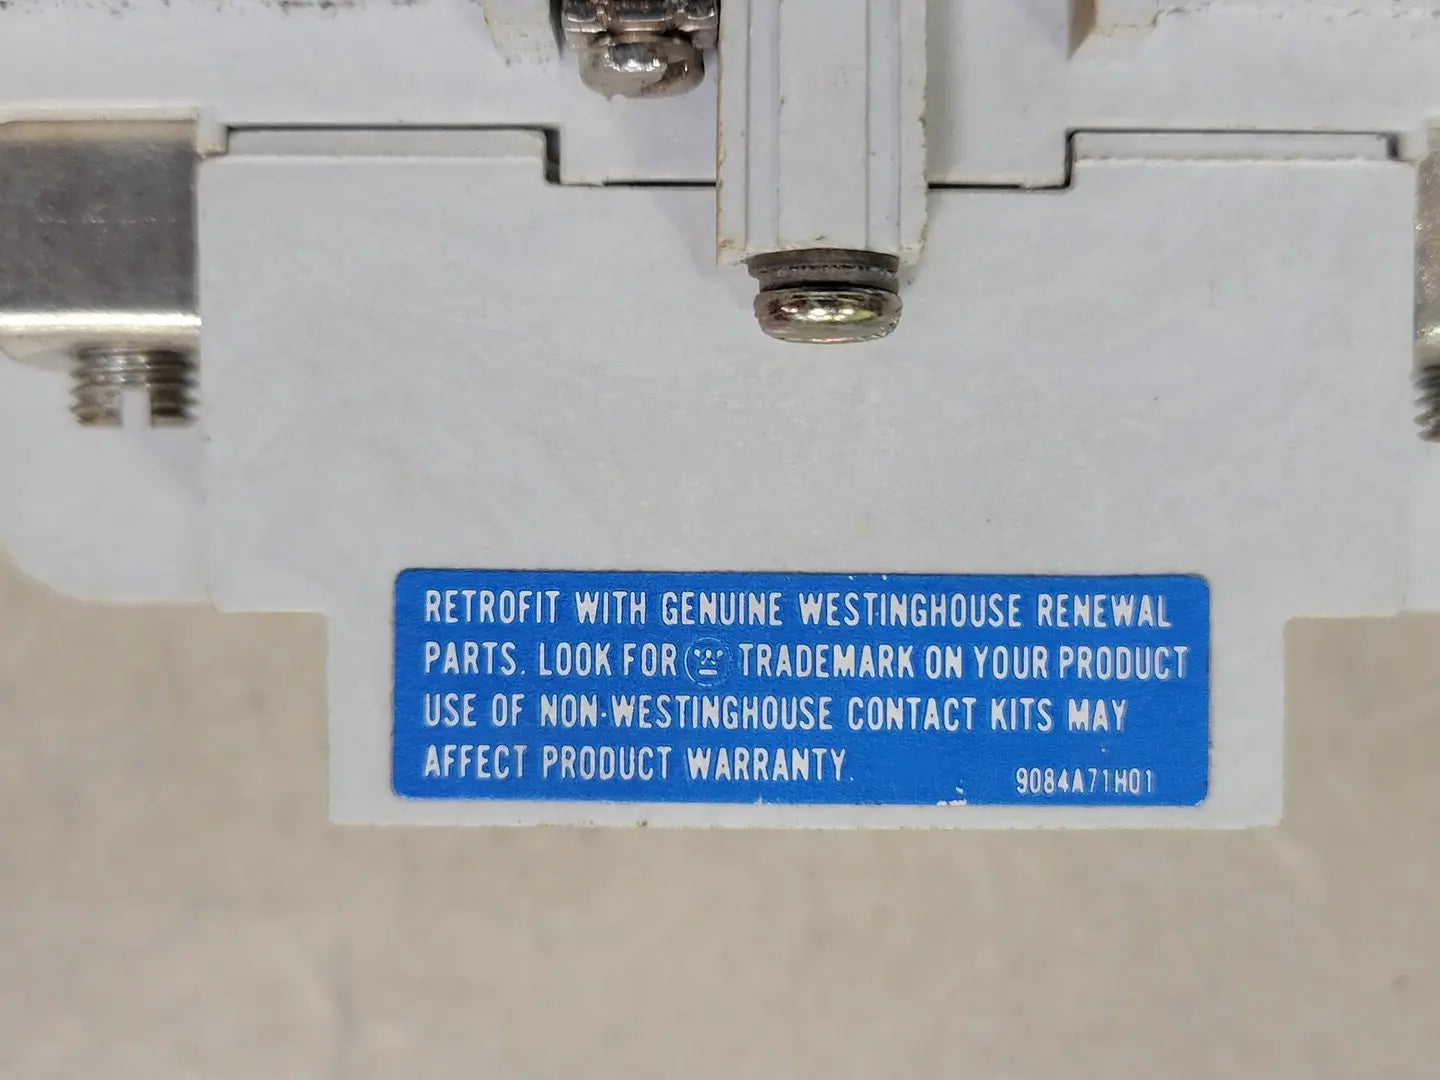 RETROFIT WITH GENUINE WESTINGHOUSE RENEWAL
PARTS. LOOK FOR W TRADEMARK ON YOUR PRODUCT
USE OF NON-WESTINGHOUSE CONTACT KITS MAY
AFFECT PRODUCT WARRANTY.
9084A71H01